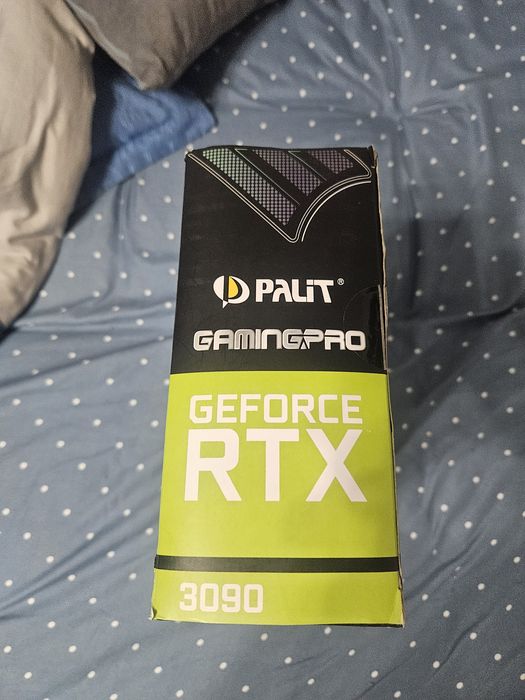 PALiT®
GAMINGPRO
GEFORCE
RTX
3090